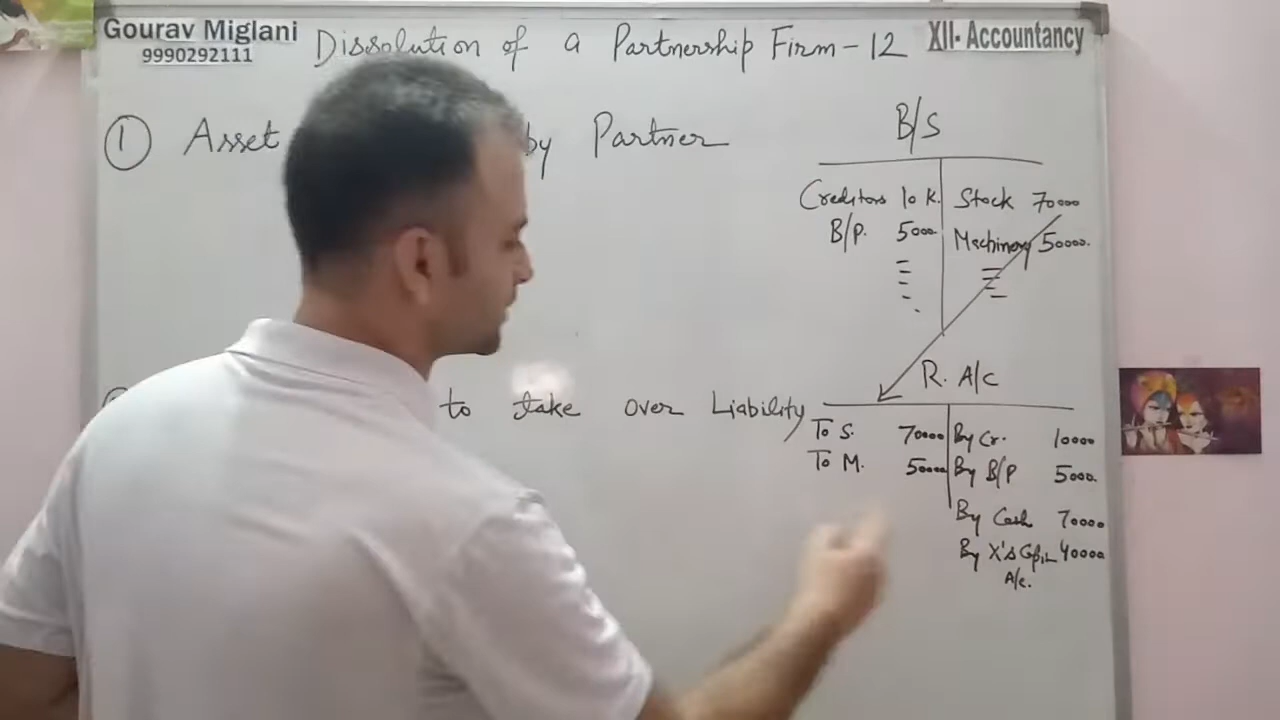 Gourav Miglani
9990292111
Dissolution of a Partnership Firm - 12
XII- Accountancy
① Asset by Partner
B/S
Creditors 10 K. Stock 70000
B/P. 5000 Machinery 50000.
R. A/c
to take over Liability
To S. 70000 By Cr. 10000
To M. 50000 By B/P 5000.
By Cash 70000
By X's 40000
A/c.